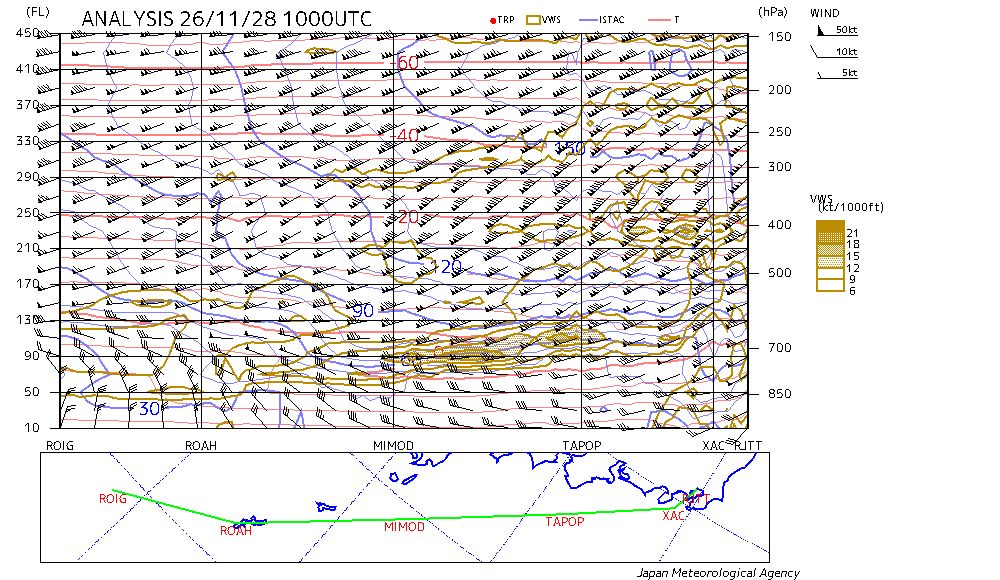 (FL) ANALYSIS 26/11/28 1000UTC TRP VWS ISTAC T (hPa) WIND
450 150 50kt
410 60 10kt
200 5kt
370
330 -40 250
150
290 300
VWS
(kt/1000ft)
250 -20 400
21
210 18
15
120 500 12
170 9
6
90
130
700
90
50 850
30
10
ROIG ROAH MIMOD TAPOP XAC RJTT
ROIG RJTT
XAC
ROAH MIMOD TAPOP
Japan Meteorological Agency